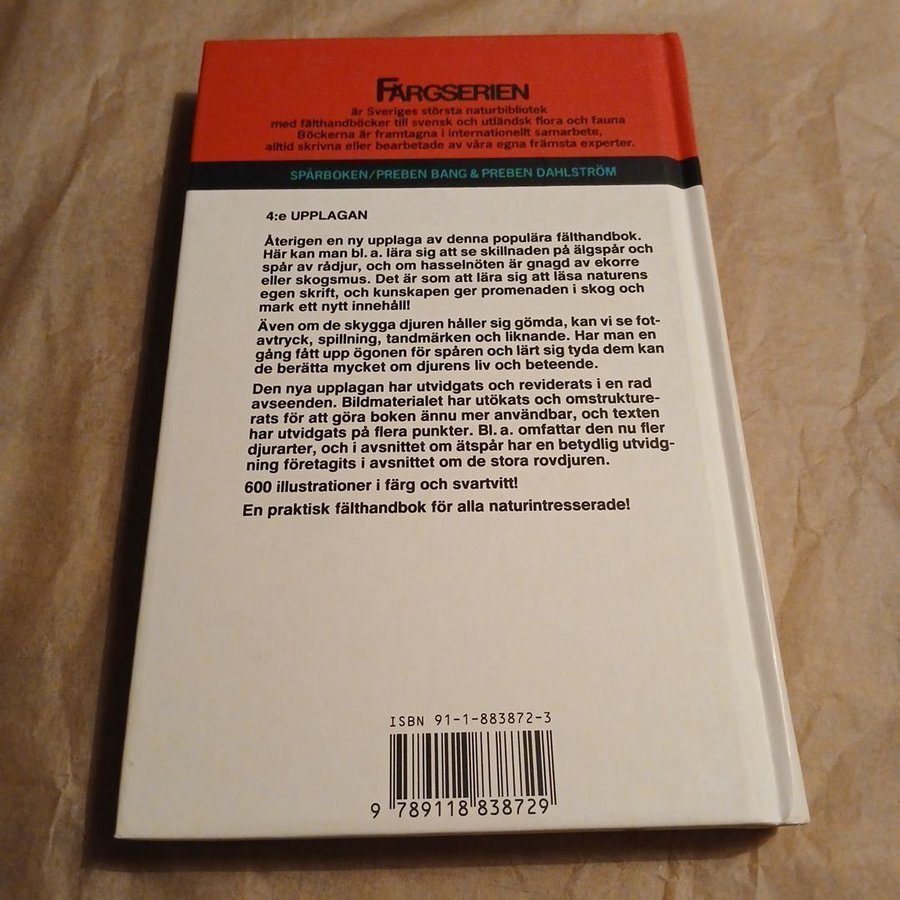 FÄRGSERIEN
är Sveriges största naturbibliotek
med fälthandböcker till svensk och utländsk flora och fauna
Böckerna är framtagna i internationellt samarbete,
alltid skrivna eller bearbetade av våra egna främsta experter.
SPÅRBOKEN/PREBEN BANG & PREBEN DAHLSTRÖM
4:e UPPLAGAN
Återigen en ny upplaga av denna populära fälthandbok.
Här kan man bl. a. lära sig att se skillnaden på älgspår och
spår av rådjur, och om hasselnöten är gnagd av ekorre
eller skogsmus. Det är som att lära sig att läsa naturens
egen skrift, och kunskapen ger promenaden i skog och
mark ett nytt innehåll!
Även om de skygga djuren håller sig gömda, kan vi se fot-
avtryck, spillning, tandmärken och liknande. Har man en
gång fått upp ögonen för spåren och lärt sig tyda dem kan
de berätta mycket om djurens liv och beteende.
Den nya upplagan har utvidgats och reviderats i en rad
avseenden. Bildmaterialet har utökats och omstrukture-
rats för att göra boken ännu mer användbar, och texten
har utvidgats på flera punkter. Bl. a. omfattar den nu fler
djurarter, och i avsnittet om ätspår har en betydlig utvidg-
ning företagits i avsnittet om de stora rovdjuren.
600 illustrationer i färg och svartvitt!
En praktisk fälthandbok för alla naturintresserade!
ISBN 91-1-883872-3
9 789118 838729